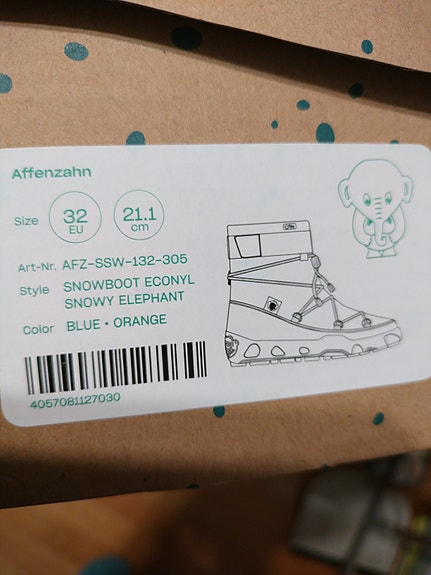 Affenzahn
Size 32 EU 21.1 cm
Art-Nr. AFZ-SSW-132-305
Style SNOWBOOT ECONYL
SNOWY ELEPHANT
Color BLUE • ORANGE
4057081127030